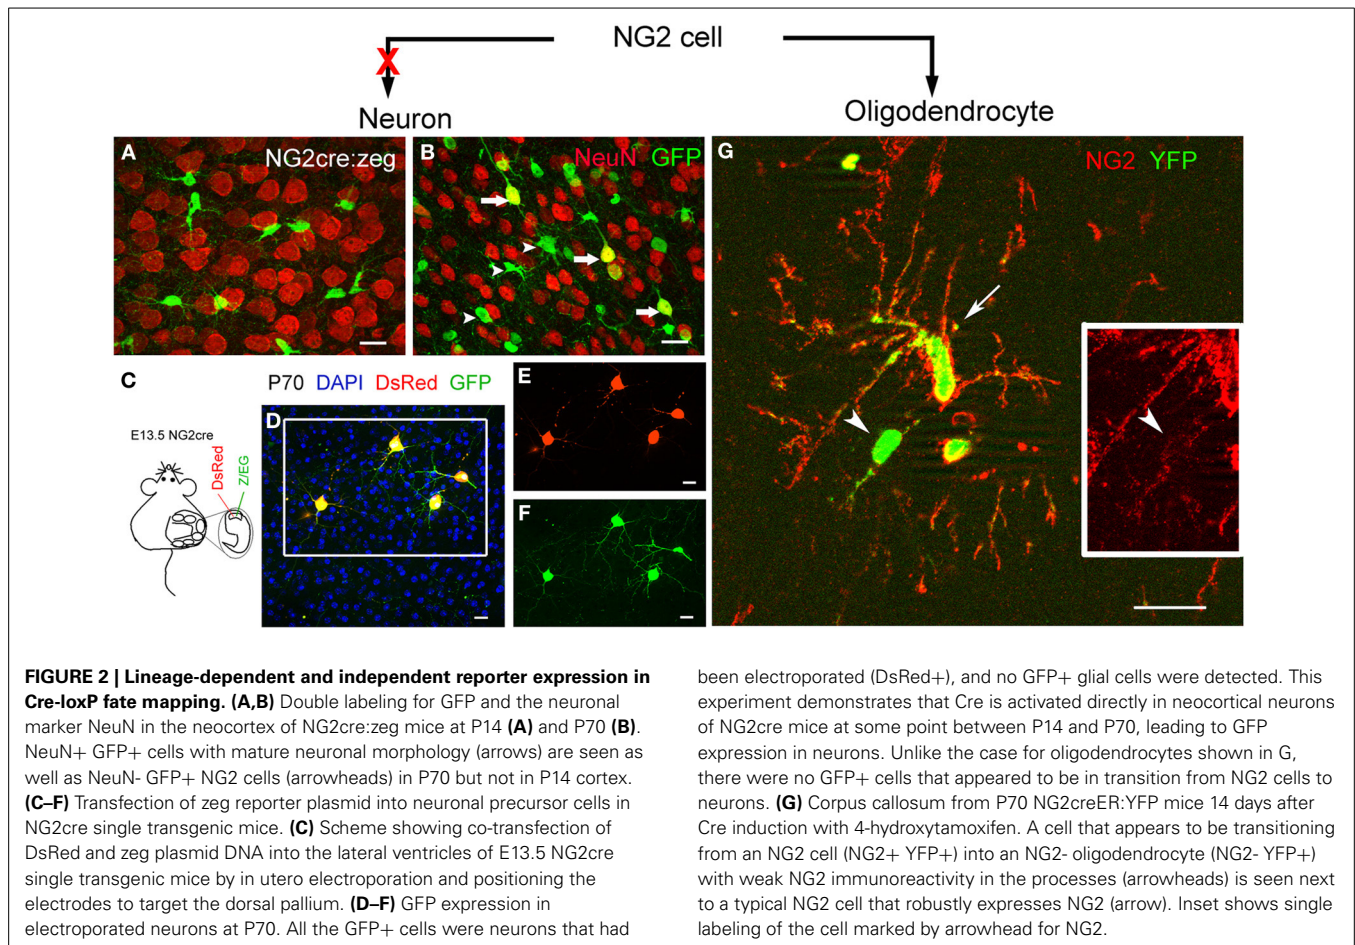 NG2 cell
X
Neuron
Oligodendrocyte
A
NG2cre:zeg
B
NeuN GFP
G
NG2 YFP
C
P70 DAPI DsRed GFP
E13.5 NG2cre
DsRed
Z/EG
D
E
F
FIGURE 2 | Lineage-dependent and independent reporter expression in
Cre-loxP fate mapping. (A,B) Double labeling for GFP and the neuronal
marker NeuN in the neocortex of NG2cre:zeg mice at P14 (A) and P70 (B).
NeuN+ GFP+ cells with mature neuronal morphology (arrows) are seen as
well as NeuN- GFP+ NG2 cells (arrowheads) in P70 but not in P14 cortex.
(C–F) Transfection of zeg reporter plasmid into neuronal precursor cells in
NG2cre single transgenic mice. (C) Scheme showing co-transfection of
DsRed and zeg plasmid DNA into the lateral ventricles of E13.5 NG2cre
single transgenic mice by in utero electroporation and positioning the
electrodes to target the dorsal pallium. (D–F) GFP expression in
electroporated neurons at P70. All the GFP+ cells were neurons that had
been electroporated (DsRed+), and no GFP+ glial cells were detected. This
experiment demonstrates that Cre is activated directly in neocortical neurons
of NG2cre mice at some point between P14 and P70, leading to GFP
expression in neurons. Unlike the case for oligodendrocytes shown in G,
there were no GFP+ cells that appeared to be in transition from NG2 cells to
neurons. (G) Corpus callosum from P70 NG2creER:YFP mice 14 days after
Cre induction with 4-hydroxytamoxifen. A cell that appears to be transitioning
from an NG2 cell (NG2+ YFP+) into an NG2- oligodendrocyte (NG2- YFP+)
with weak NG2 immunoreactivity in the processes (arrowheads) is seen next
to a typical NG2 cell that robustly expresses NG2 (arrow). Inset shows single
labeling of the cell marked by arrowhead for NG2.